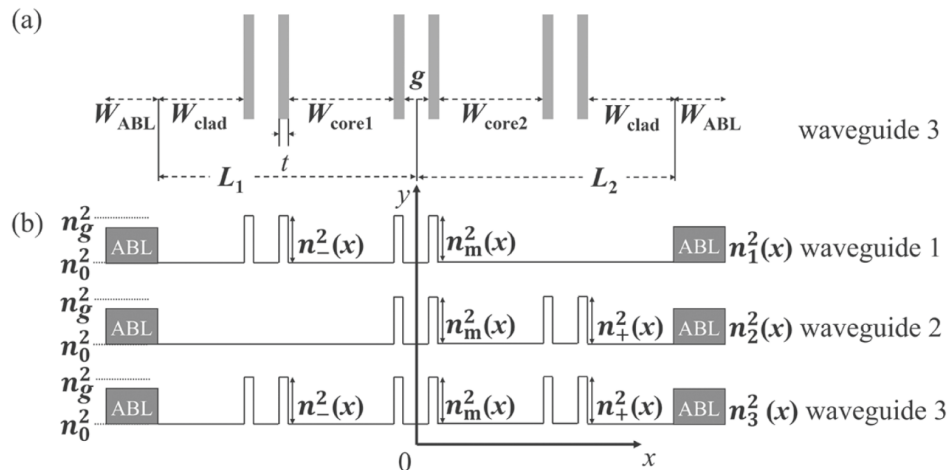 (a)
g
W_ABL W_clad W_core1 W_core2 W_clad W_ABL
waveguide 3
t
L_1 L_2
y
(b)
n_g^2
ABL n_-^2(x) n_m^2(x) ABL n_1^2(x) waveguide 1
n_0^2
n_g^2
ABL n_m^2(x) n_+^2(x) ABL n_2^2(x) waveguide 2
n_0^2
n_g^2
ABL n_-^2(x) n_m^2(x) n_+^2(x) ABL n_3^2(x) waveguide 3
n_0^2
0 x